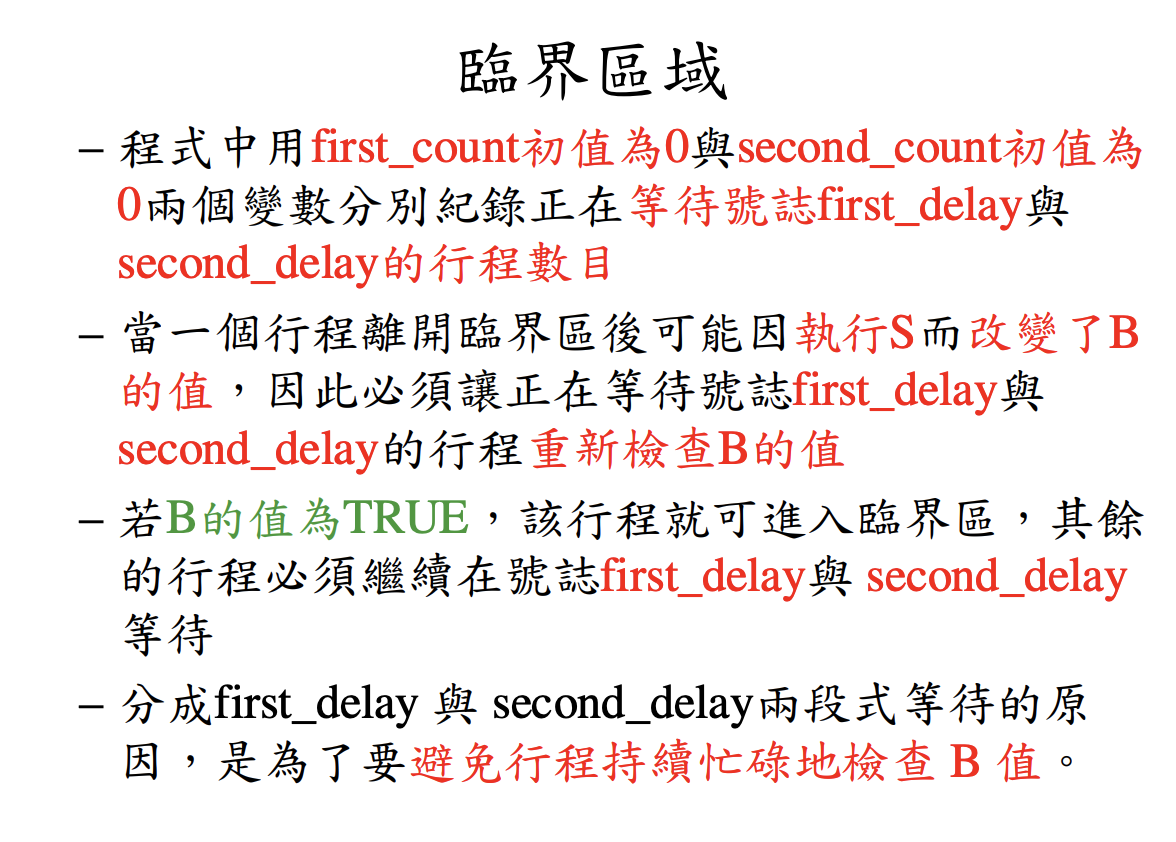 臨界區域
– 程式中用first_count初值為0與second_count初值為
0兩個變數分別紀錄正在等待號誌first_delay與
second_delay的行程數目
– 當一個行程離開臨界區後可能因執行S而改變了B
的值，因此必須讓正在等待號誌first_delay與
second_delay的行程重新檢查B的值
– 若B的值為TRUE，該行程就可進入臨界區，其餘
的行程必須繼續在號誌first_delay與 second_delay
等待
– 分成first_delay 與 second_delay兩段式等待的原
因，是為了要避免行程持續忙碌地檢查 B 值。